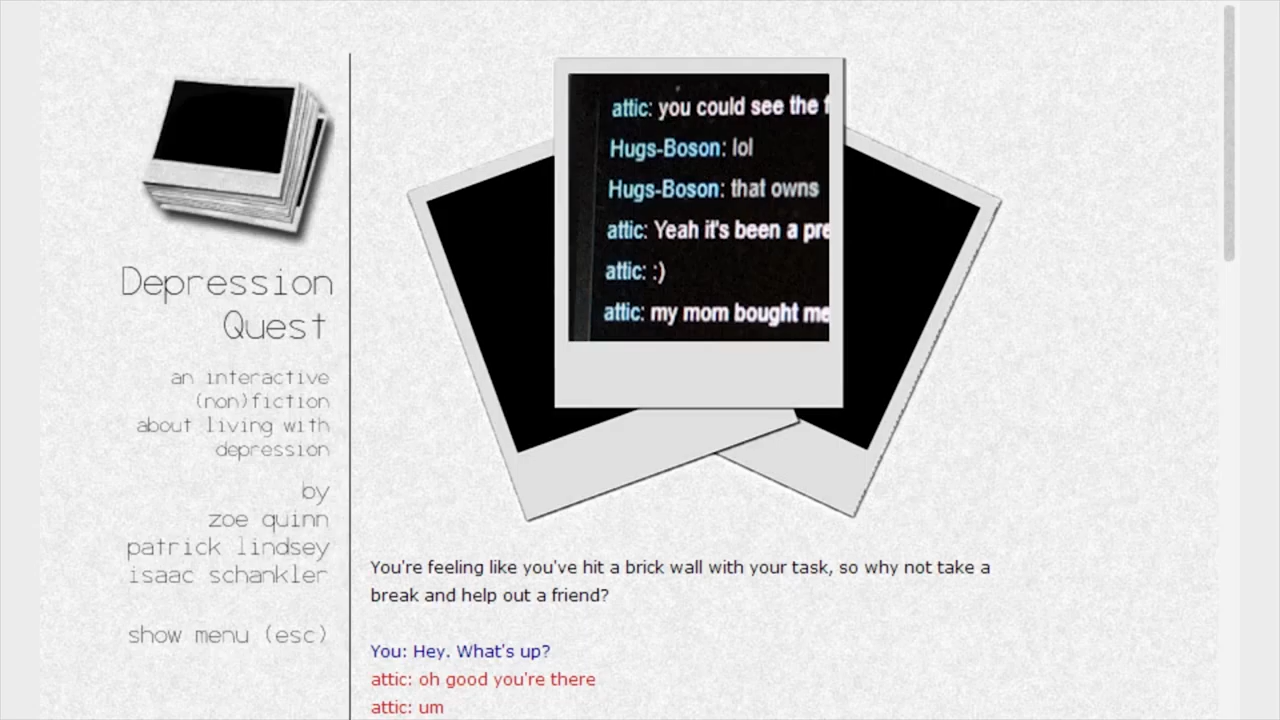 Depression
Quest
an interactive
(non)fiction
about living with
depression
by
zoe quinn
patrick lindsey
isaac schankler
show menu (esc)
attic: you could see the
Hugs-Boson: lol
Hugs-Boson: that owns
attic: Yeah it's been a
attic: :)
attic: my mom bought me
You're feeling like you've hit a brick wall with your task, so why not take a
break and help out a friend?
You: Hey. What's up?
attic: oh good you're there
attic: um